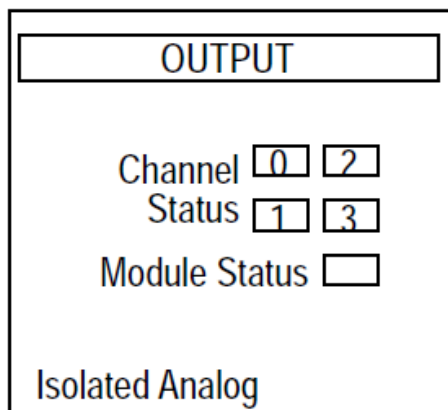 OUTPUT
Channel 0 2
Status 1 3
Module Status
Isolated Analog